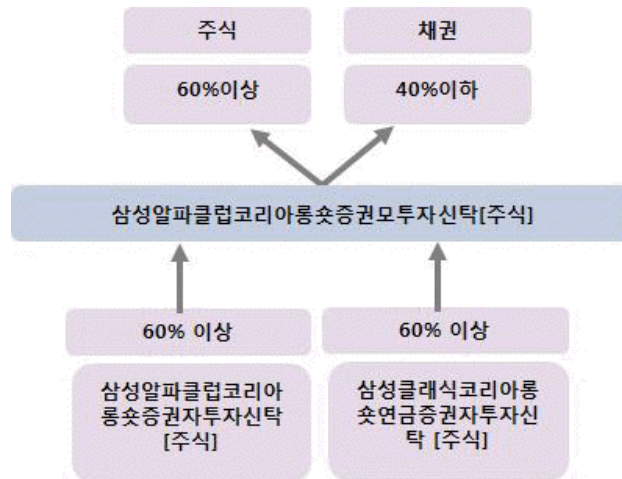 주식
채권
60%이상
40%이하
삼성알파클럽코리아롱숏증권모투자신탁[주식]
60% 이상
60% 이상
삼성알파클럽코리아
롱숏증권자투자신탁
[주식]
삼성클래식코리아롱
숏연금증권자투자신
탁 [주식]